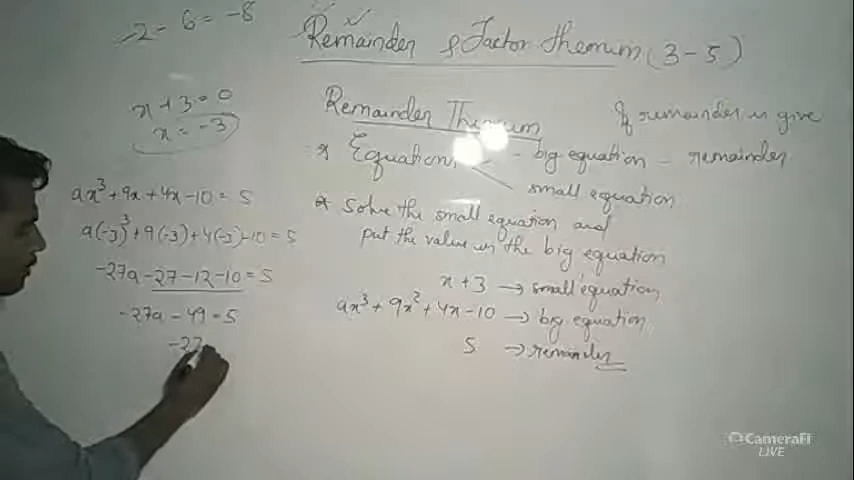 -2 - 6 = -8
Remainder & Factor Themum (3-5)
x + 3 = 0
x = -3
Remainder Themum
If remainder is give
* Equation - big equation - remainder
small equation
ax³ + 9x + 4x - 10 = 5
* Solve the small equation and
put the value in the big equation
a(-3)³ + 9(-3) + 4(-3) - 10 = 5
-27a - 27 - 12 - 10 = 5
x + 3 → small equation
-27a - 49 = 5
ax³ + 9x² + 4x - 10 → big equation
-27
5 → remainder
CameraFI
LIVE